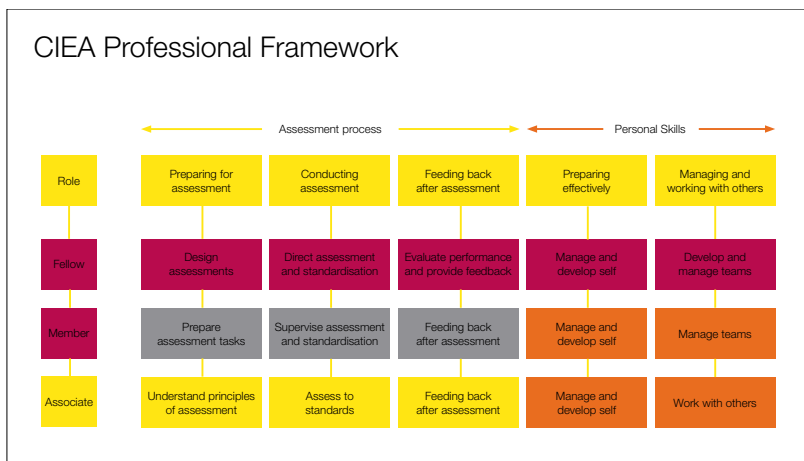 CIEA Professional Framework
Assessment process
Personal Skills
Role
Preparing for
assessment
Conducting
assessment
Feeding back
after assessment
Preparing
effectively
Managing and
working with others
Fellow
Design
assessments
Direct assessment
and standardisation
Evaluate performance
and provide feedback
Manage and
develop self
Develop and
manage teams
Member
Prepare
assessment tasks
Supervise assessment
and standardisation
Feeding back
after assessment
Manage and
develop self
Manage teams
Associate
Understand principles
of assessment
Assess to
standards
Feeding back
after assessment
Manage and
develop self
Work with others